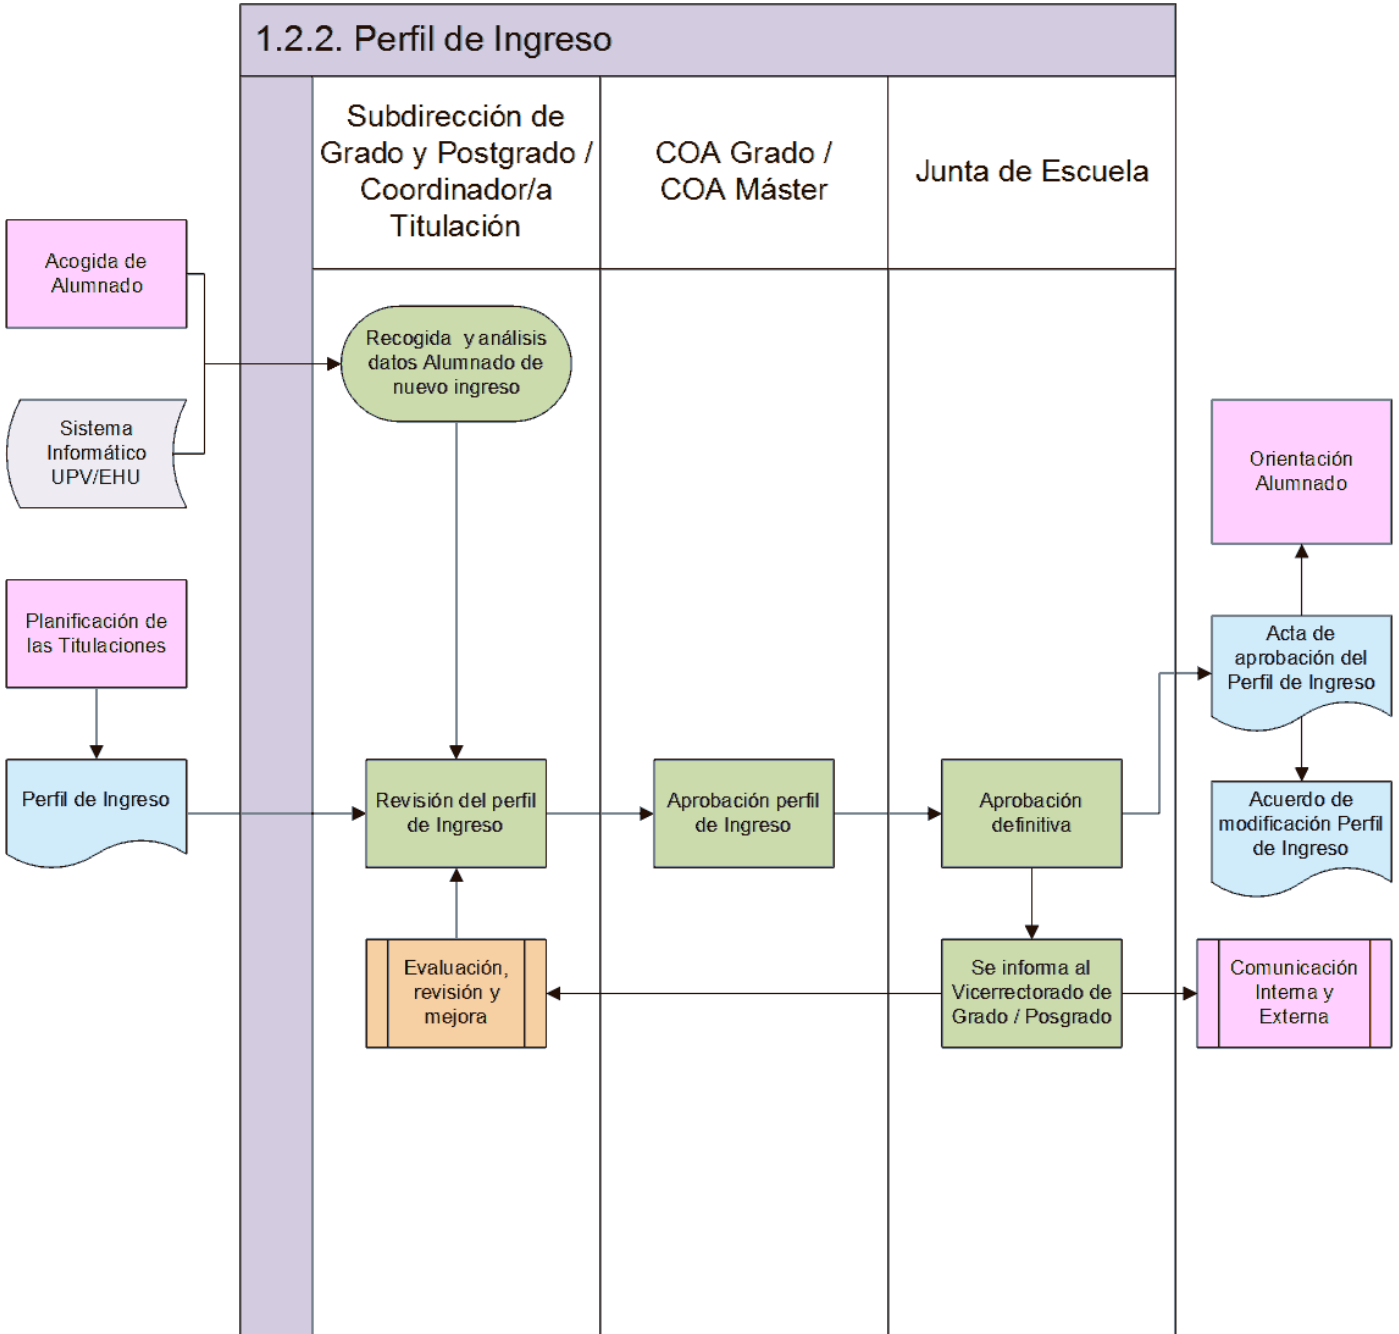 1.2.2. Perfil de Ingreso
Subdirección de
Grado y Postgrado /
Coordinador/a
Titulación
COA Grado /
COA Máster
Junta de Escuela
Acogida de
Alumnado
Recogida y análisis
datos Alumnado de
nuevo ingreso
Sistema
Informático
UPV/EHU
Orientación
Alumnado
Planificación de
las Titulaciones
Acta de
aprobación del
Perfil de Ingreso
Perfil de Ingreso
Revisión del perfil
de Ingreso
Aprobación perfil
de Ingreso
Aprobación
definitiva
Acuerdo de
modificación Perfil
de Ingreso
Evaluación,
revisión y
mejora
Se informa al
Vicerrectorado de
Grado / Posgrado
Comunicación
Interna y
Externa